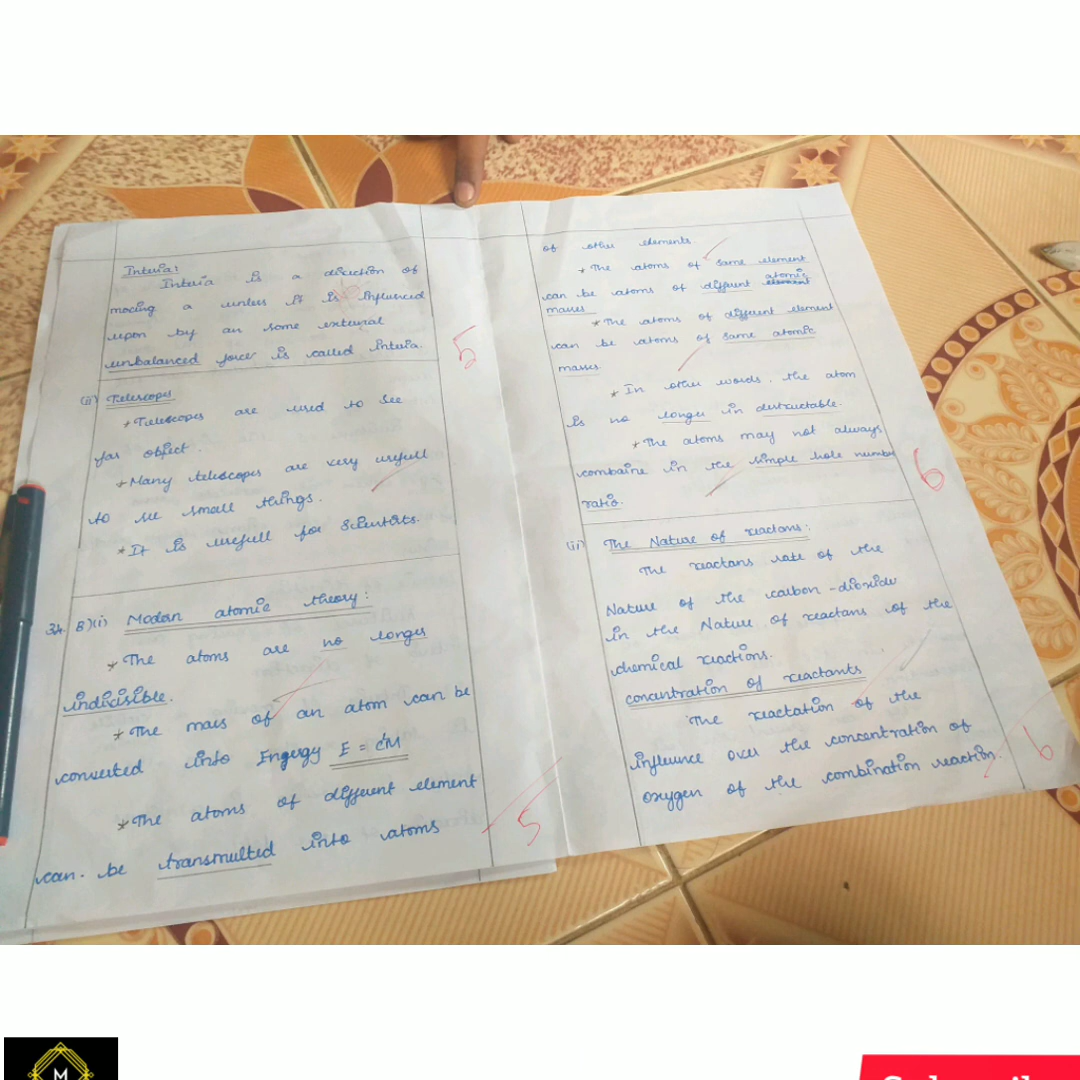 Interia:
Interia is a direction of
mocing a unless it is influenced
upon by an some external
unbalanced force is called interia.
5
(ii) Telescopes
* Telescopes are used to see
far object.
* Many telescopes are very usefull
to see small things.
* It is usefull for Scientists.
34. B)(i) Modern atomic theory:
* The atoms are no longer
indicisible.
* The mass of an atom can be
converted into Engergy E =
* The atoms of different element
can. be transmulted into atoms
5
of other elements.
* The atoms of same element
can be atoms of different atomic
masses
* The atoms of different element
can be atoms of same atomic
masses.
* In other words, the atom
is no longer in destructable.
* The atoms may not always
combaine in the simple hole number
ratio.
6
(ii) The Nature of reactans:
The reactans rate of the
Nature of the carbon - dioxide
in the Nature of reactans of the
chemical reactions.
concentration of reactants
The reactation of the
influence over the concentration of
oxygen of the combination reaction.
6
M